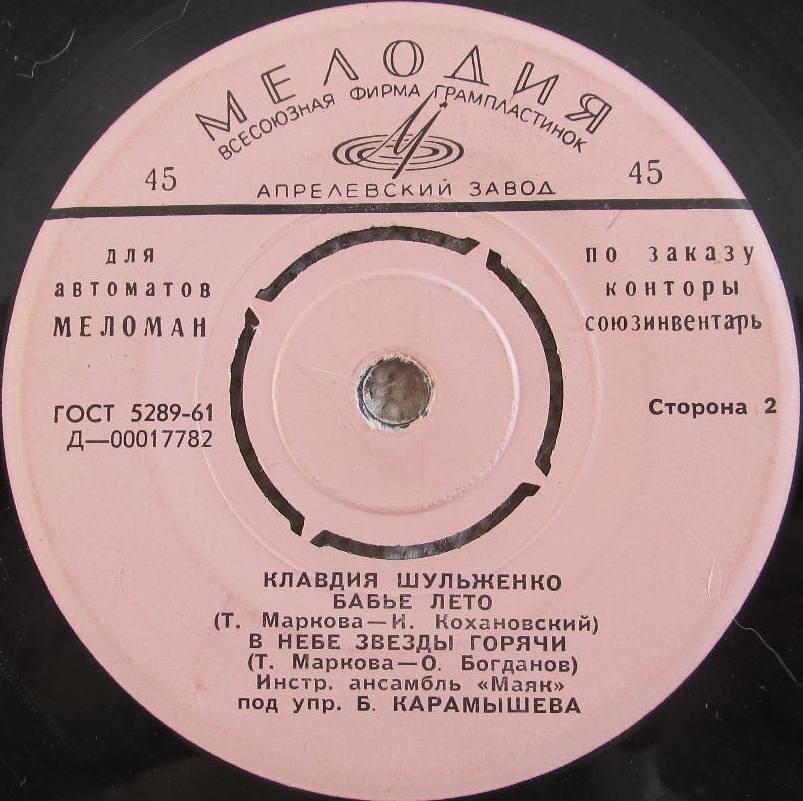 МЕЛОДИЯ
ВСЕСОЮЗНАЯ ФИРМА ГРАМПЛАСТИНОК
45
45
АПРЕЛЕВСКИЙ ЗАВОД
для
автоматов
МЕЛОМАН
по заказу
конторы
союзинвентарь
ГОСТ 5289-61
Д—00017782
Сторона 2
КЛАВДИЯ ШУЛЬЖЕНКО
БАБЬЕ ЛЕТО
(Т. Маркова—И. Кохановский)
В НЕБЕ ЗВЕЗДЫ ГОРЯЧИ
(Т. Маркова—О. Богданов)
Инстр. ансамбль «Маяк»
под упр. Б. КАРАМЫШЕВА